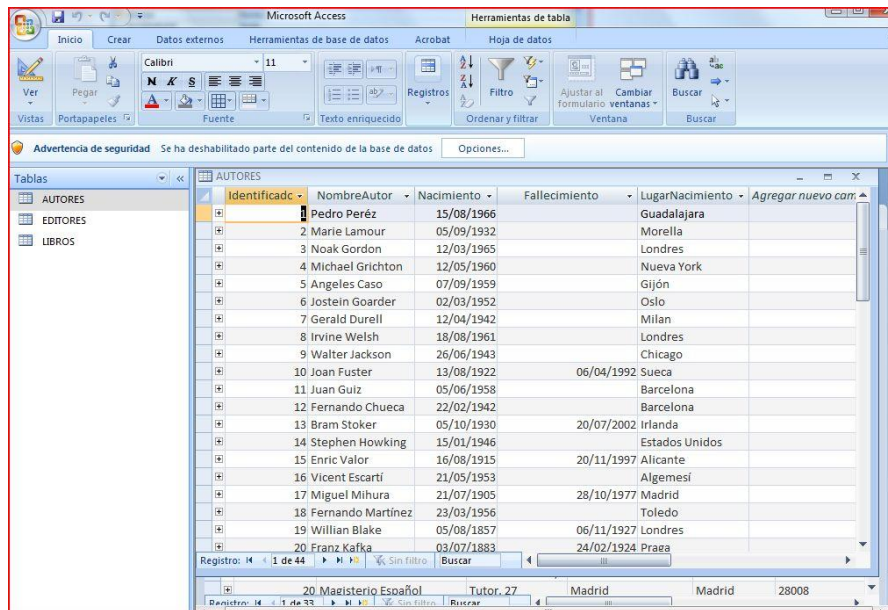 Microsoft Access
Herramientas de tabla
Inicio Crear Datos externos Herramientas de base de datos Acrobat Hoja de datos
Ver
Pegar
Calibri 11
N K S
Registros
Filtro
Ajustar al formulario
Cambiar ventanas
Buscar
Vistas Portapapeles Fuente Texto enriquecido Ordenar y filtrar Ventana Buscar
Advertencia de seguridad Se ha deshabilitado parte del contenido de la base de datos Opciones...
Tablas
AUTORES
EDITORES
LIBROS
AUTORES
Identificadc NombreAutor Nacimiento Fallecimiento LugarNacimiento Agregar nuevo cam
1 Pedro Peréz 15/08/1966 Guadalajara
2 Marie Lamour 05/09/1932 Morella
3 Noak Gordon 12/03/1965 Londres
4 Michael Grichton 12/05/1960 Nueva York
5 Angeles Caso 07/09/1959 Gijón
6 Jostein Goarder 02/03/1952 Oslo
7 Gerald Durell 12/04/1942 Milan
8 Irvine Welsh 18/08/1961 Londres
9 Walter Jackson 26/06/1943 Chicago
10 Joan Fuster 13/08/1922 06/04/1992 Sueca
11 Juan Guiz 05/06/1958 Barcelona
12 Fernando Chueca 22/02/1942 Barcelona
13 Bram Stoker 05/10/1930 20/07/2002 Irlanda
14 Stephen Howking 15/01/1946 Estados Unidos
15 Enric Valor 16/08/1915 20/11/1997 Alicante
16 Vicent Escartí 21/05/1953 Algemesí
17 Miguel Mihura 21/07/1905 28/10/1977 Madrid
18 Fernando Martínez 23/03/1956 Toledo
19 Willian Blake 05/08/1857 06/11/1927 Londres
20 Franz Kafka 03/07/1883 24/02/1924 Praga
Registro: 1 de 44 Sin filtro Buscar
20 Magisterio Español Tutor, 27 Madrid Madrid 28008
Registro: 1 de 33 Sin filtro Buscar